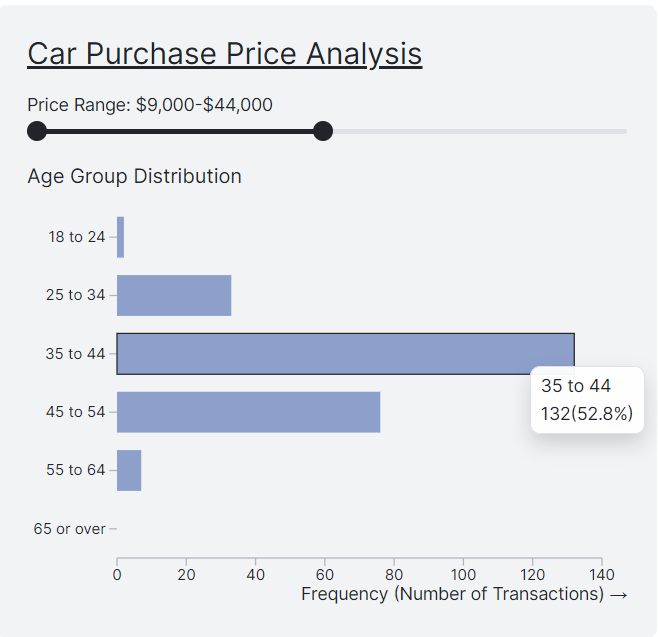 Car Purchase Price Analysis
Price Range: $9,000-$44,000
Age Group Distribution
18 to 24
25 to 34
35 to 44
35 to 44
132(52.8%)
45 to 54
55 to 64
65 or over
0 20 40 60 80 100 120 140
Frequency (Number of Transactions) →